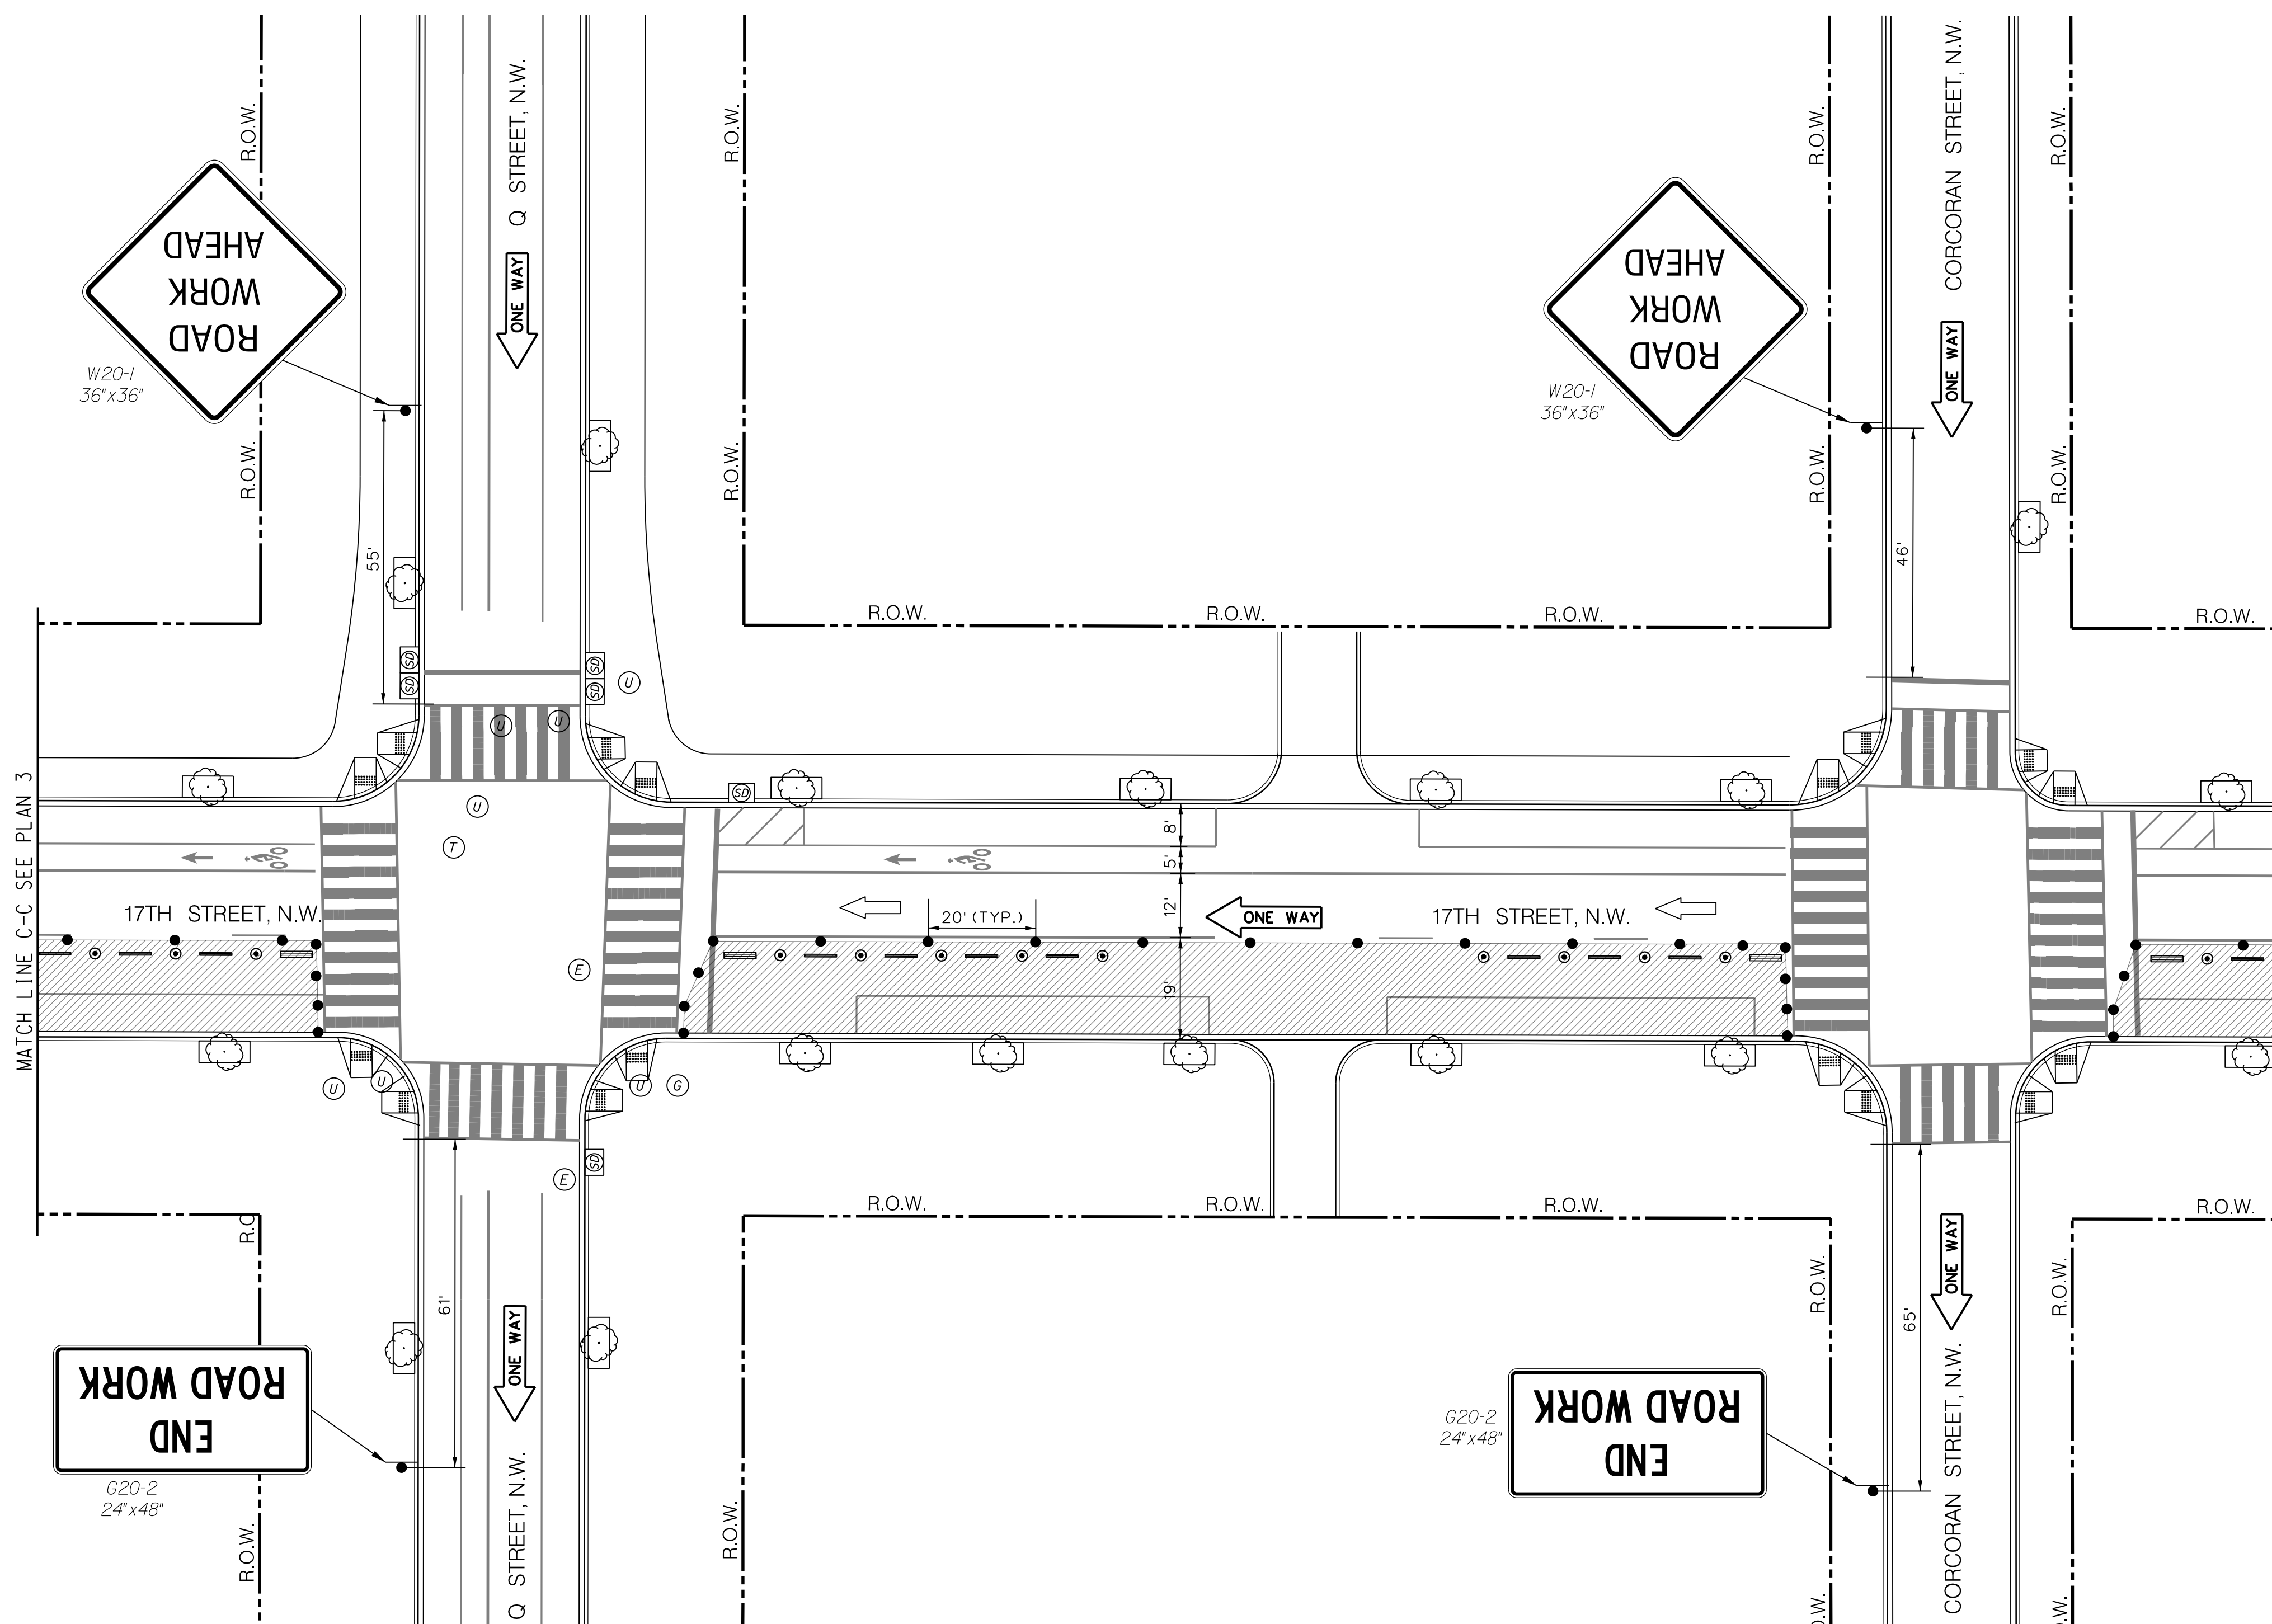 Q STREET, N.W.
CORCORAN STREET, N.W.
R.O.W.
R.O.W.
R.O.W.
R.O.W.
ROAD
WORK
AHEAD
W20-1
36"x36"
ONE WAY
ROAD
WORK
AHEAD
W20-1
36"x36"
ONE WAY
R.O.W.
R.O.W.
R.O.W.
R.O.W.
55'
46'
R.O.W.
R.O.W.
R.O.W.
R.O.W.
SD
SD
SD
SD
U
U
U
U
T
SD
MATCH LINE C-C SEE PLAN 3
8'
5'
12'
19'
17TH STREET, N.W.
20' (TYP.)
ONE WAY
17TH STREET, N.W.
E
U
U
U
G
E
SD
R.O.W.
R.O.W.
R.O.W.
R.O.W.
R.O
R.O.W.
R.O.W.
61'
65'
ONE WAY
ONE WAY
END
ROAD WORK
G20-2
24"x48"
END
ROAD WORK
G20-2
24"x48"
Q STREET, N.W.
CORCORAN STREET, N.W.
R.O.W.
R.O.W.
O.W.
R.O.W.